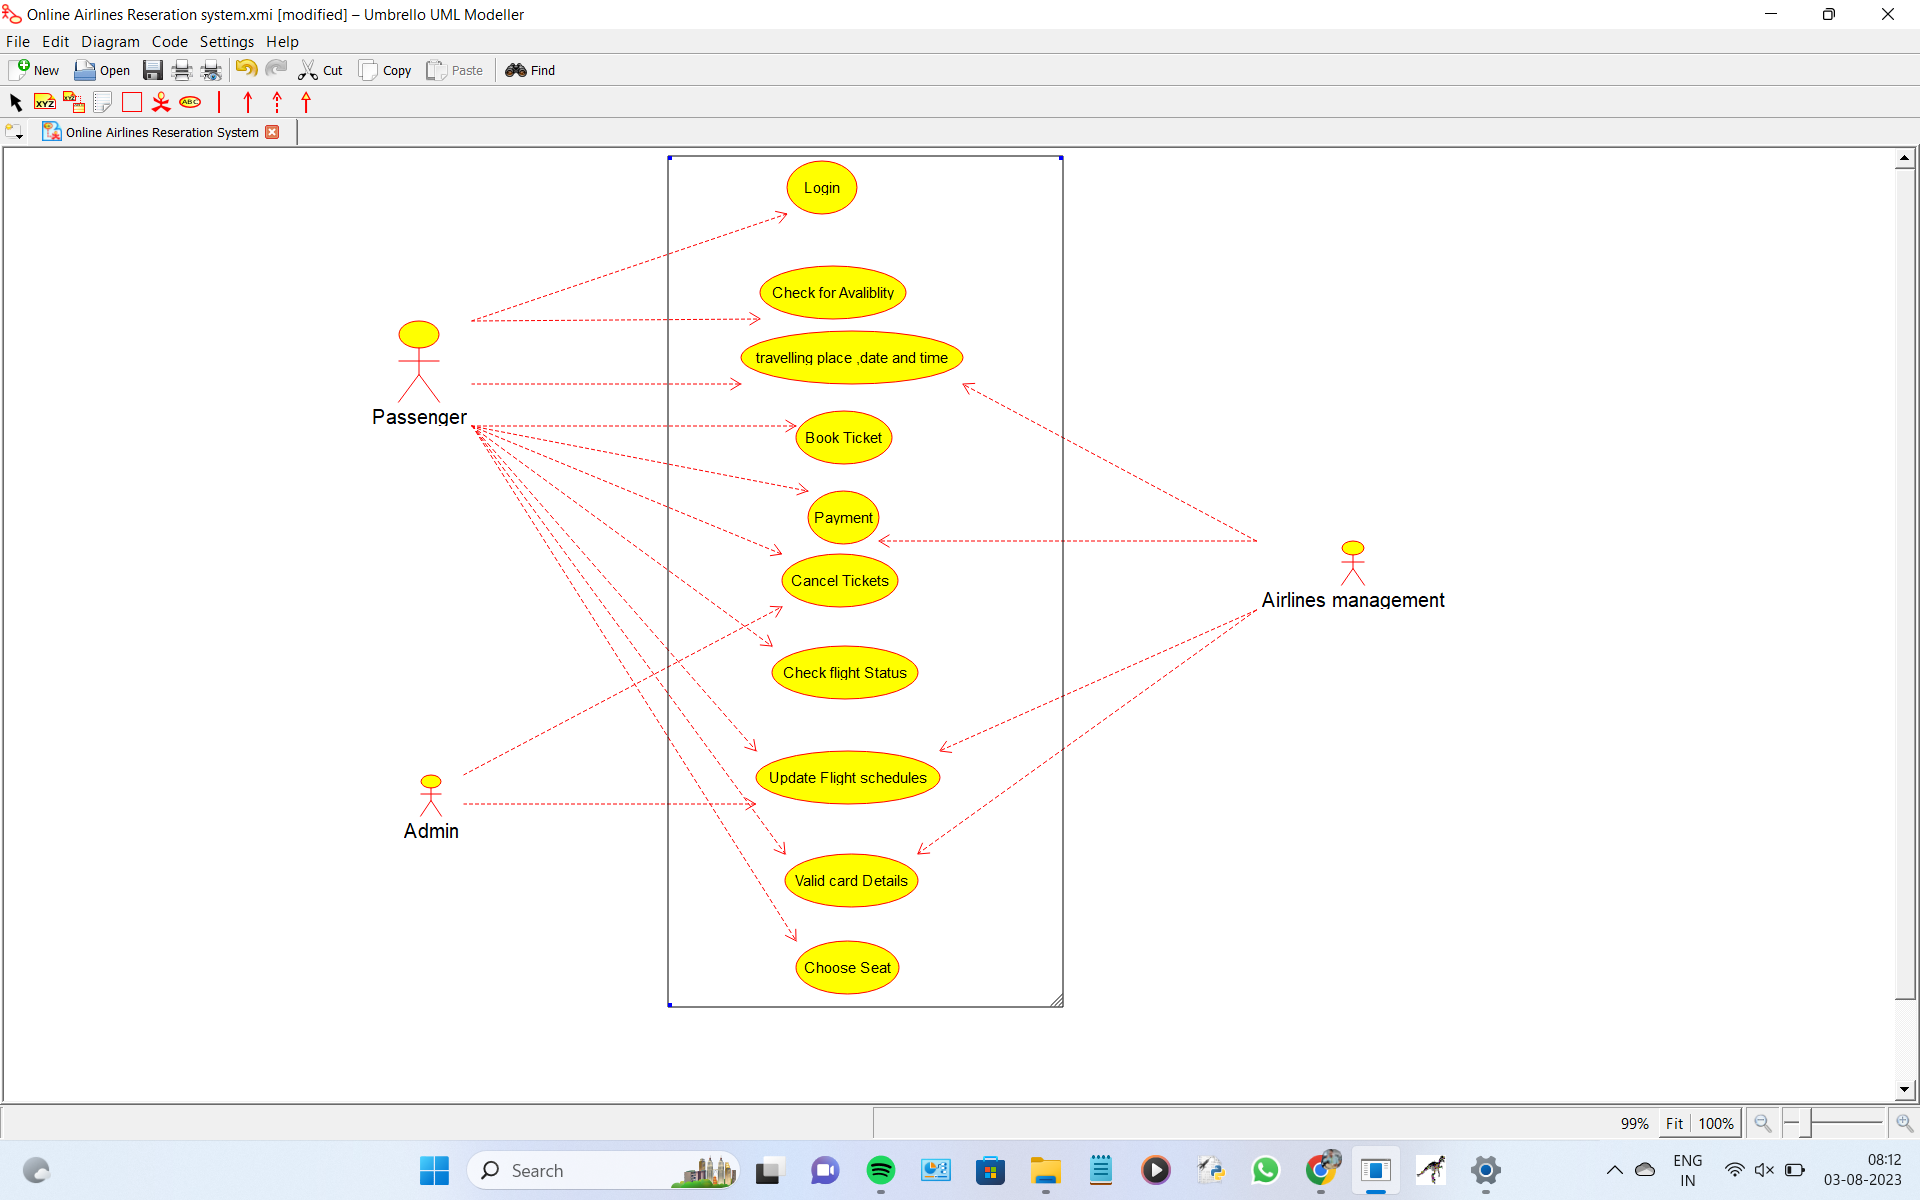 Online Airlines Reseration system.xmi [modified] – Umbrello UML Modeller
File Edit Diagram Code Settings Help
New Open Cut Copy Paste Find
XYZ XYZ ABC
Online Airlines Reseration System
Login
Check for Avaliblity
travelling place ,date and time
Passenger
Book Ticket
Payment
Cancel Tickets
Airlines management
Check flight Status
Update Flight schedules
Admin
Valid card Details
Choose Seat
99% Fit 100%
Search
ENG
IN
08:12
03-08-2023